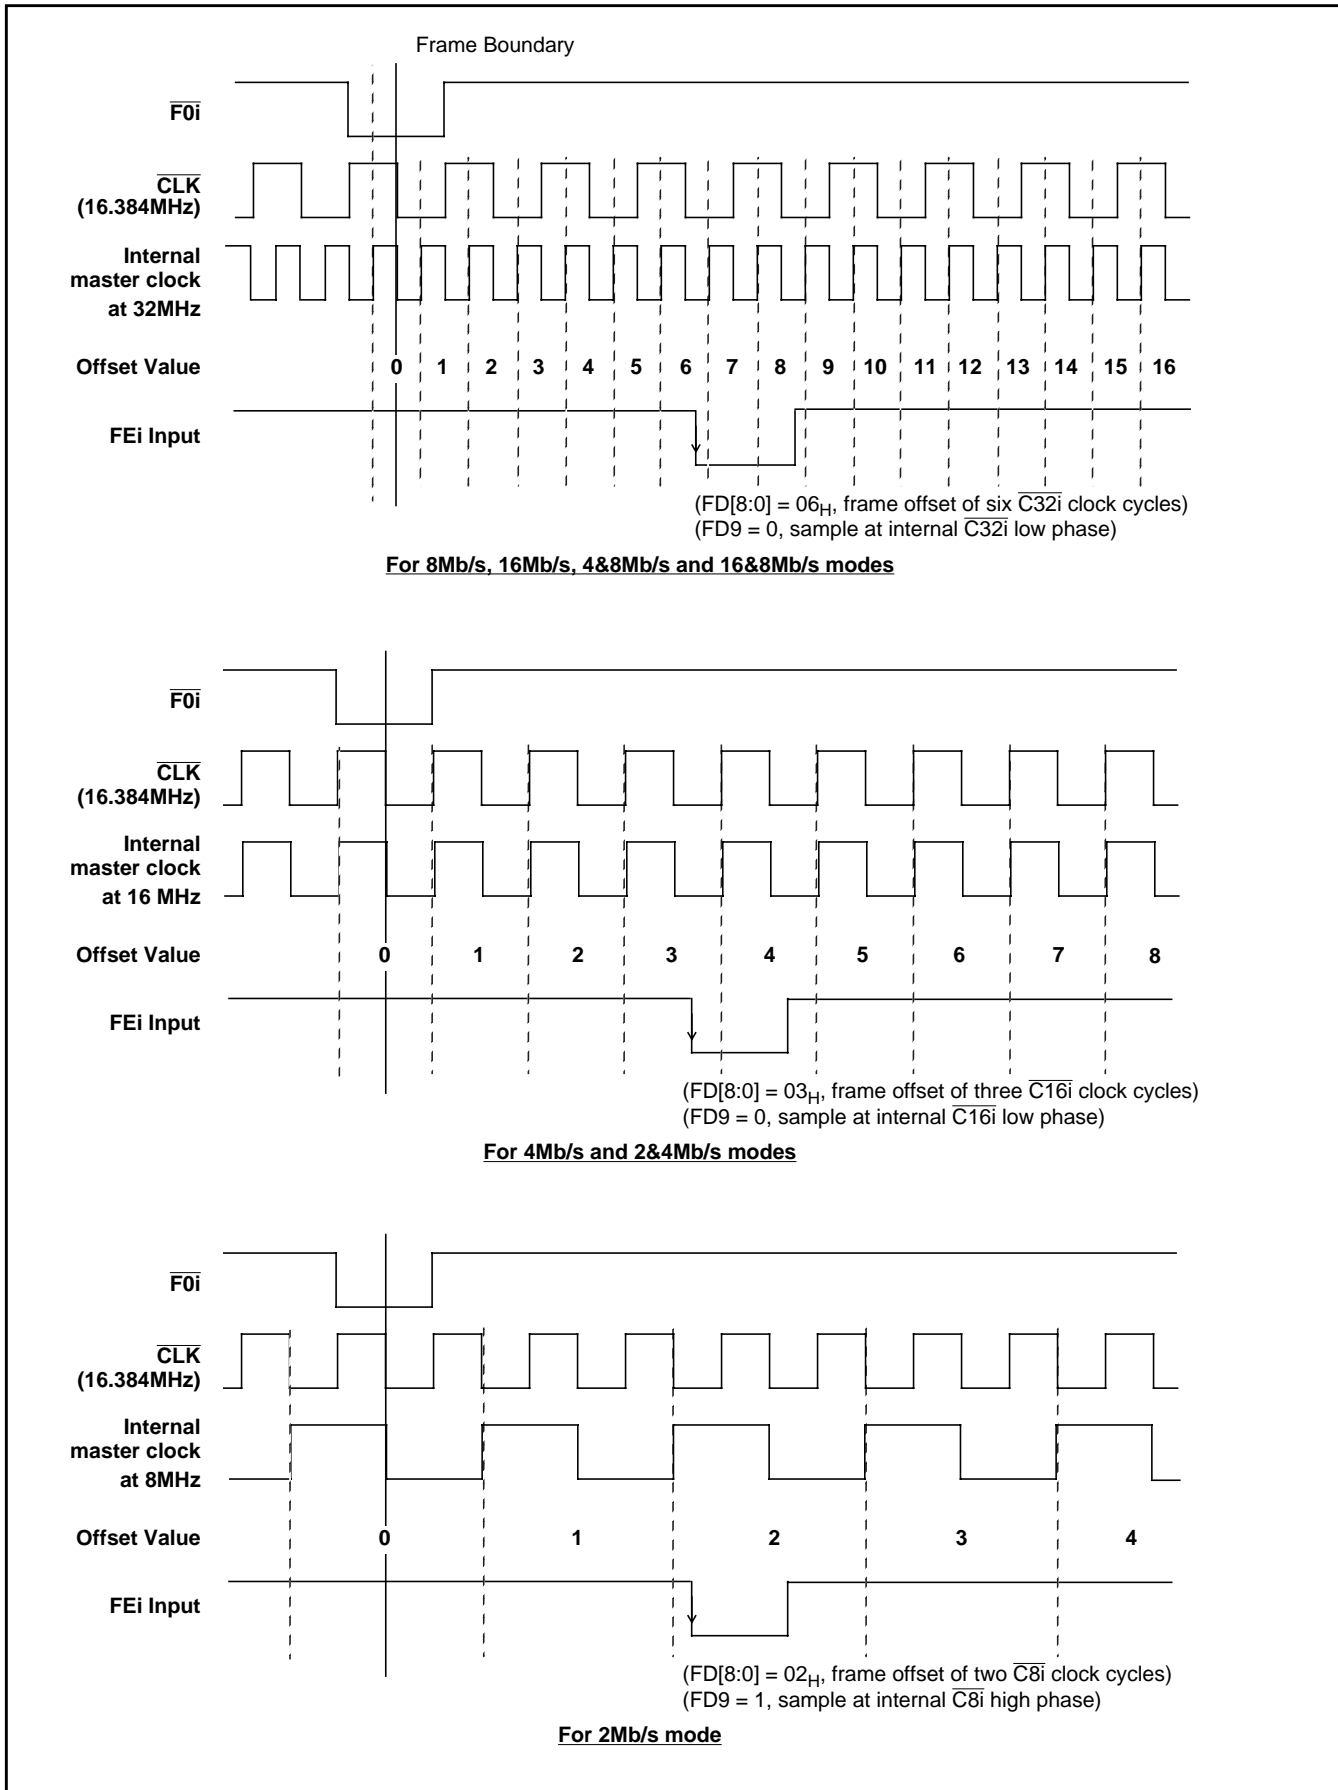 Frame Boundary
F0i
CLK
(16.384MHz)
Internal
master clock
at 32MHz
Offset Value 0 1 2 3 4 5 6 7 8 9 10 11 12 13 14 15 16
FEi Input
(FD[8:0] = 06H, frame offset of six C32i clock cycles)
(FD9 = 0, sample at internal C32i low phase)
For 8Mb/s, 16Mb/s, 4&8Mb/s and 16&8Mb/s modes
F0i
CLK
(16.384MHz)
Internal
master clock
at 16 MHz
Offset Value 0 1 2 3 4 5 6 7 8
FEi Input
(FD[8:0] = 03H, frame offset of three C16i clock cycles)
(FD9 = 0, sample at internal C16i low phase)
For 4Mb/s and 2&4Mb/s modes
F0i
CLK
(16.384MHz)
Internal
master clock
at 8MHz
Offset Value 0 1 2 3 4
FEi Input
(FD[8:0] = 02H, frame offset of two C8i clock cycles)
(FD9 = 1, sample at internal C8i high phase)
For 2Mb/s mode